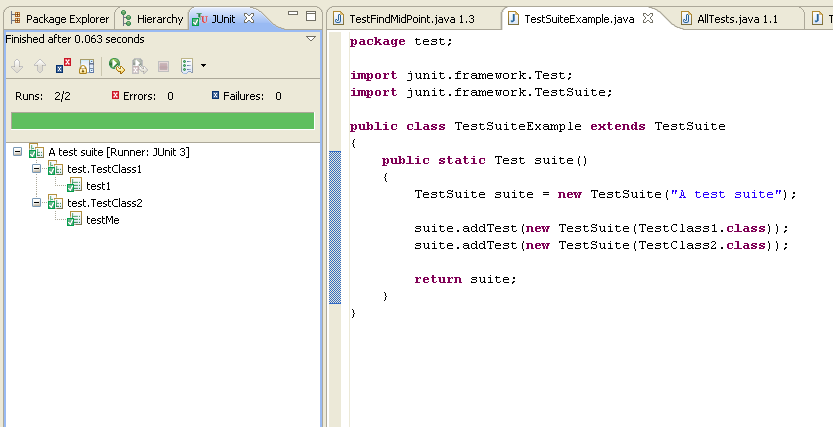 Package Explorer Hierarchy JUnit
Finished after 0.063 seconds
Runs: 2/2 Errors: 0 Failures: 0
A test suite [Runner: JUnit 3]
test.TestClass1
test1
test.TestClass2
testMe
TestFindMidPoint.java 1.3 TestSuiteExample.java AllTests.java 1.1 T
package test;
import junit.framework.Test;
import junit.framework.TestSuite;
public class TestSuiteExample extends TestSuite
{
public static Test suite()
{
TestSuite suite = new TestSuite("A test suite");
suite.addTest(new TestSuite(TestClass1.class));
suite.addTest(new TestSuite(TestClass2.class));
return suite;
}
}